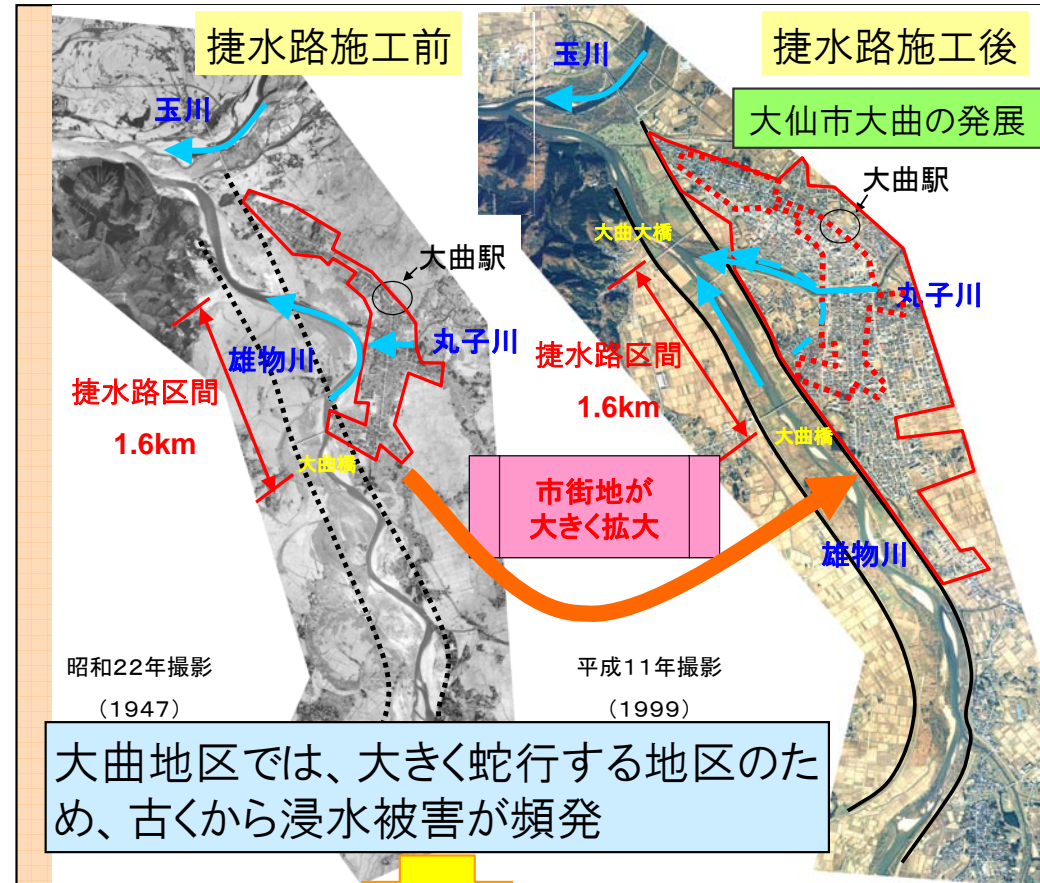 捷水路施工前
玉川
大曲駅
丸子川
雄物川
捷水路区間
1.6km
大曲橋
昭和22年撮影
(1947)
捷水路施工後
大仙市大曲の発展
玉川
大曲駅
大曲大橋
丸子川
捷水路区間
1.6km
大曲橋
市街地が
大きく拡大
雄物川
平成11年撮影
(1999)
大曲地区では、大きく蛇行する地区のた
め、古くから浸水被害が頻発